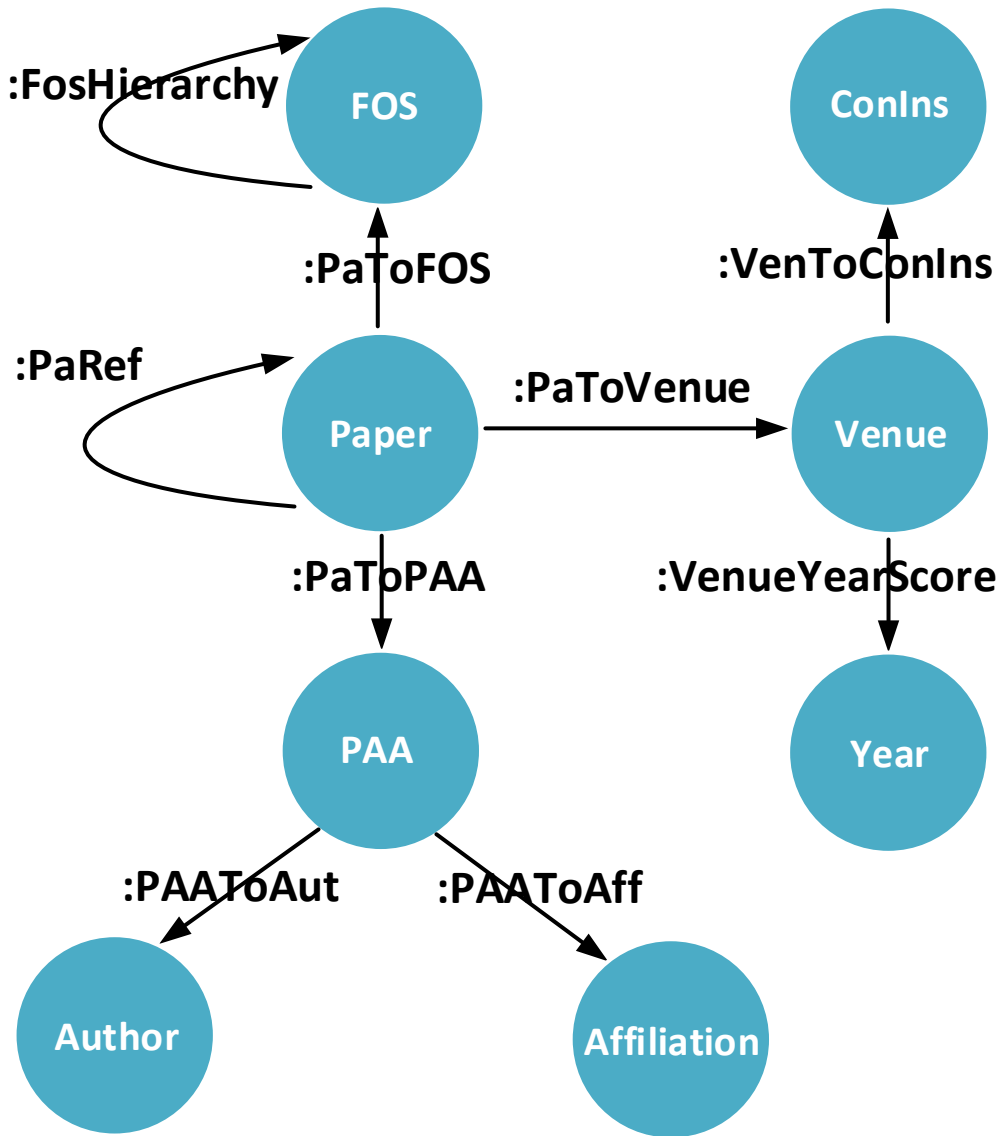 :FosHierarchy
FOS
ConIns
:PaToFOS
:VenToConIns
:PaRef
:PaToVenue
Paper
Venue
:PaToPAA
:VenueYearScore
PAA
Year
:PAAToAut
:PAAToAff
Author
Affiliation